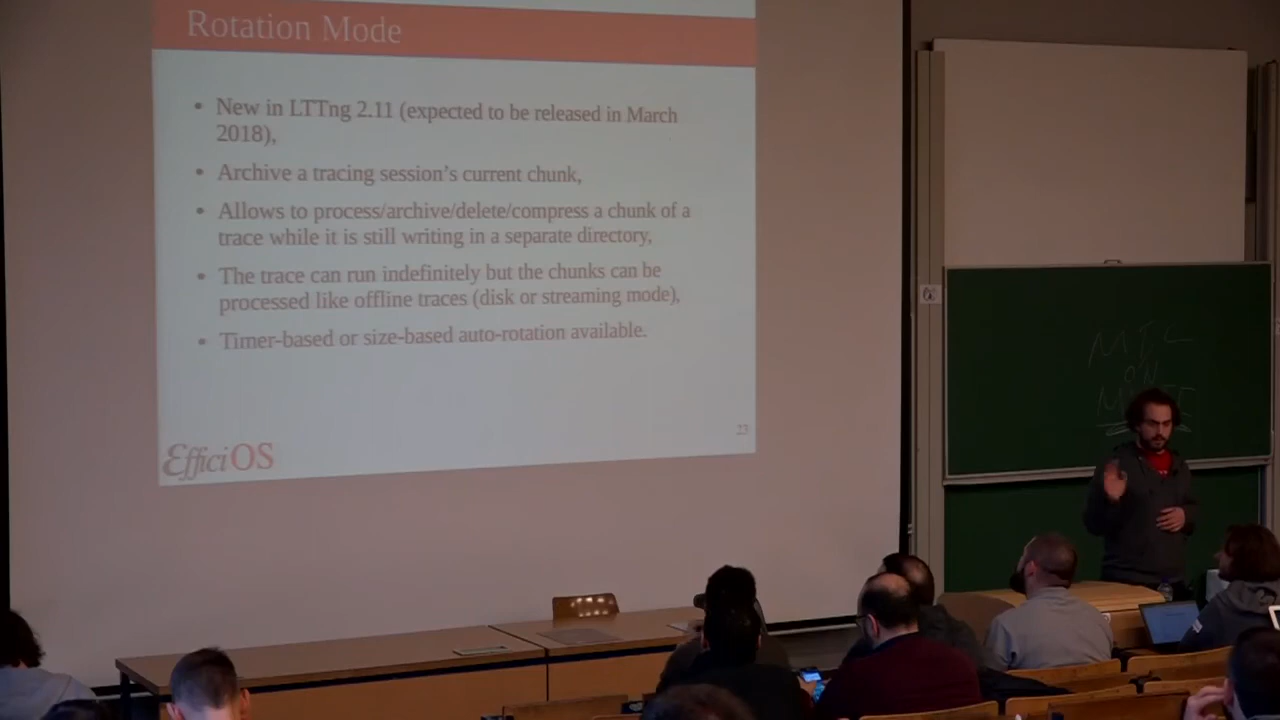 Rotation Mode
• New in LTTng 2.11 (expected to be released in March
2018),
• Archive a tracing session's current chunk,
• Allows to process/archive/delete/compress a chunk of a
trace while it is still writing in a separate directory,
• The trace can run indefinitely but the chunks can be
processed like offline traces (disk or streaming mode),
• Timer-based or size-based auto-rotation available.
23
EfficiOS
MIC
ON